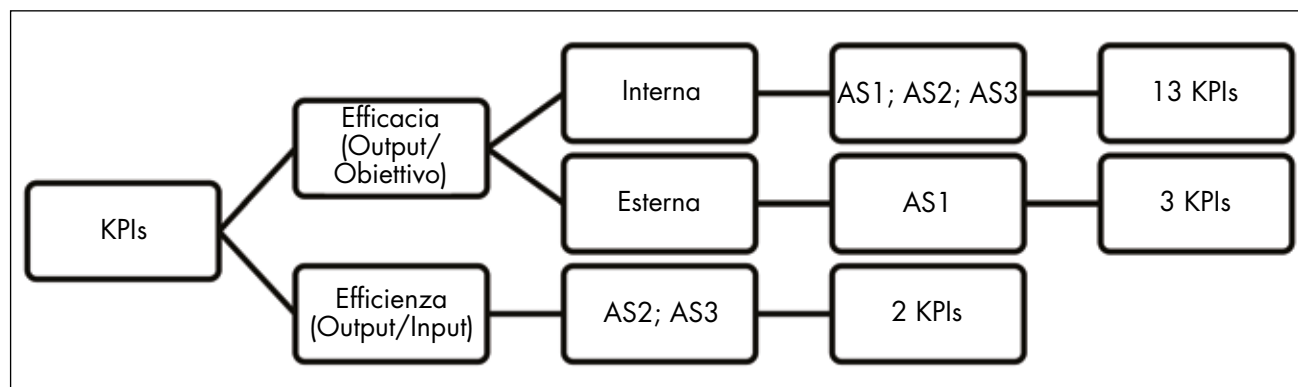 KPIs
Efficacia
(Output/
Obiettivo)
Interna
AS1; AS2; AS3
13 KPIs
Esterna
AS1
3 KPIs
Efficienza
(Output/Input)
AS2; AS3
2 KPIs